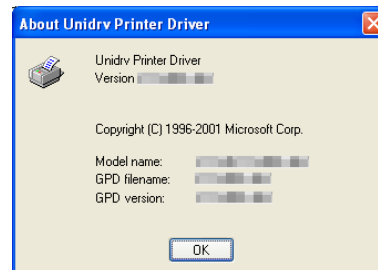 About Unidrv Printer Driver
Unidrv Printer Driver
Version
Copyright (C) 1996-2001 Microsoft Corp.
Model name:
GPD filename:
GPD version:
OK